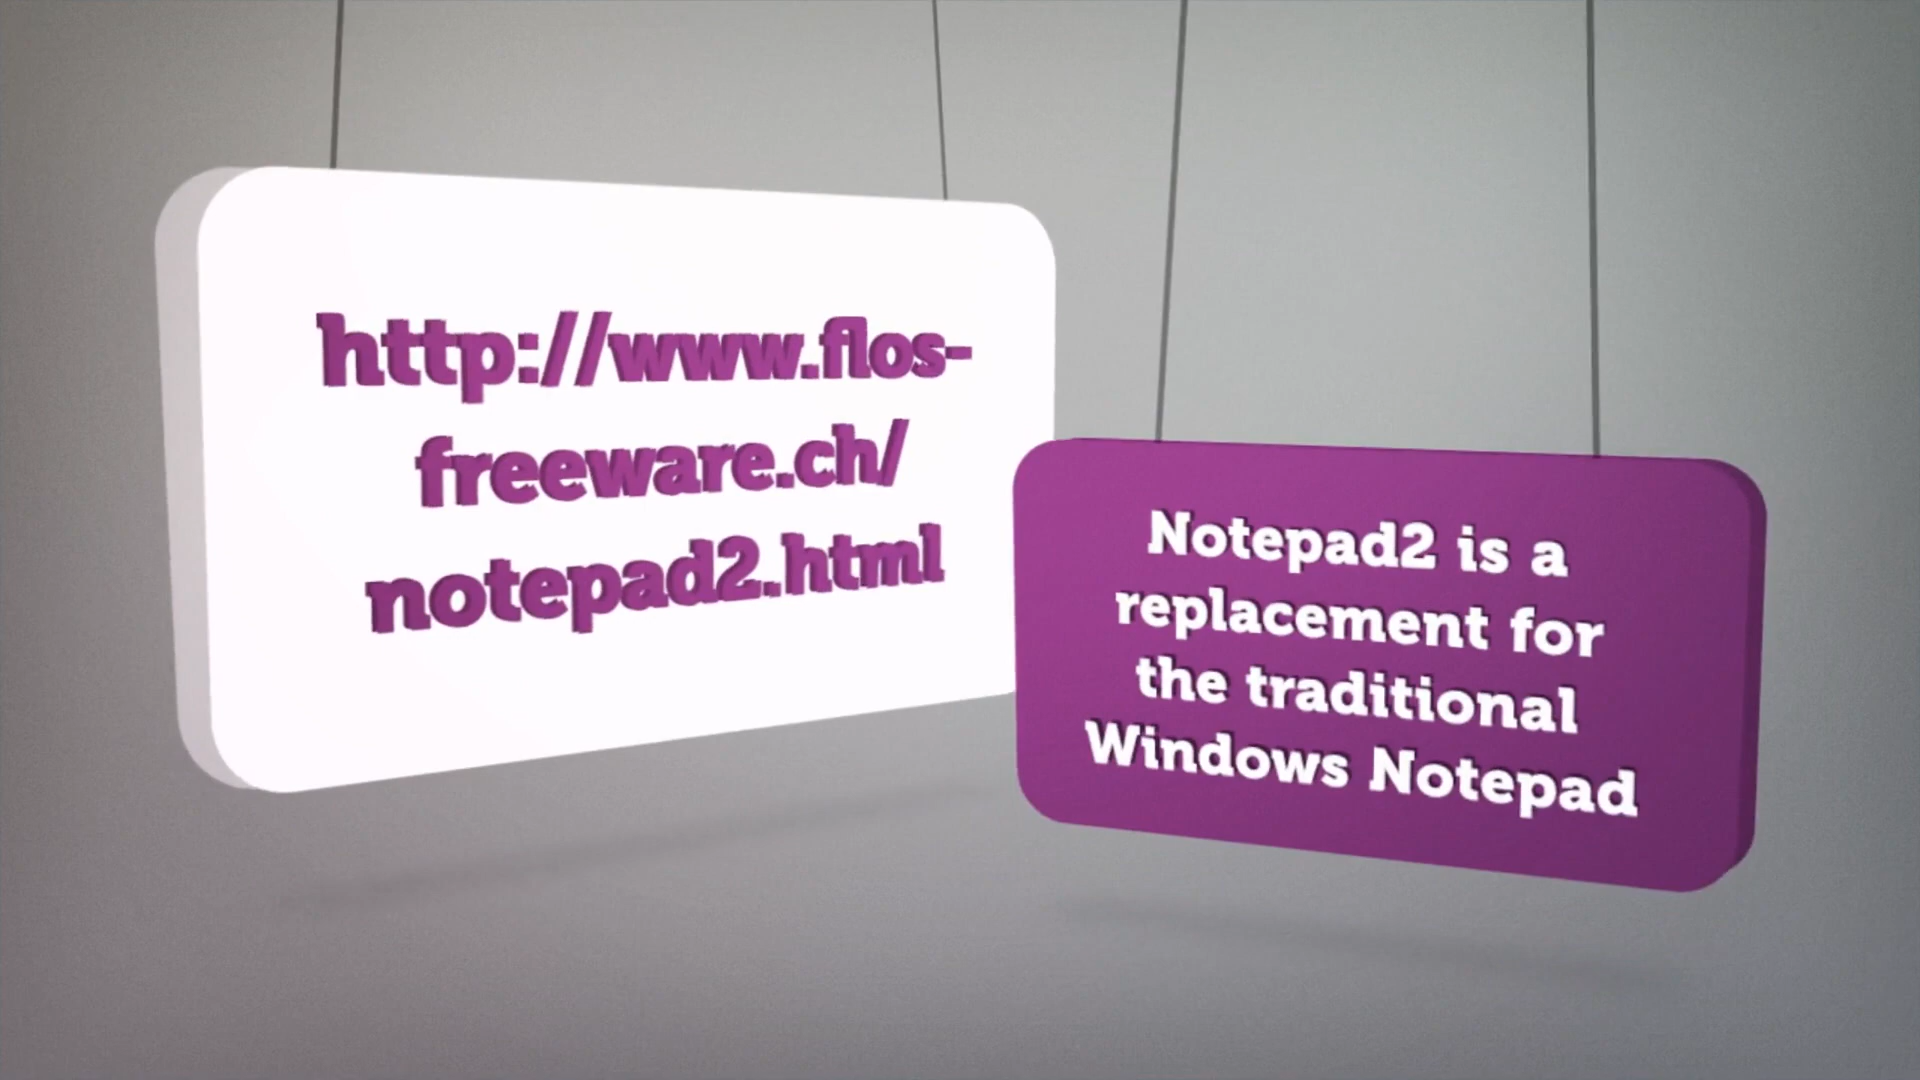 http://www.flos-
freeware.ch/
notepad2.html
Notepad2 is a
replacement for
the traditional
Windows Notepad